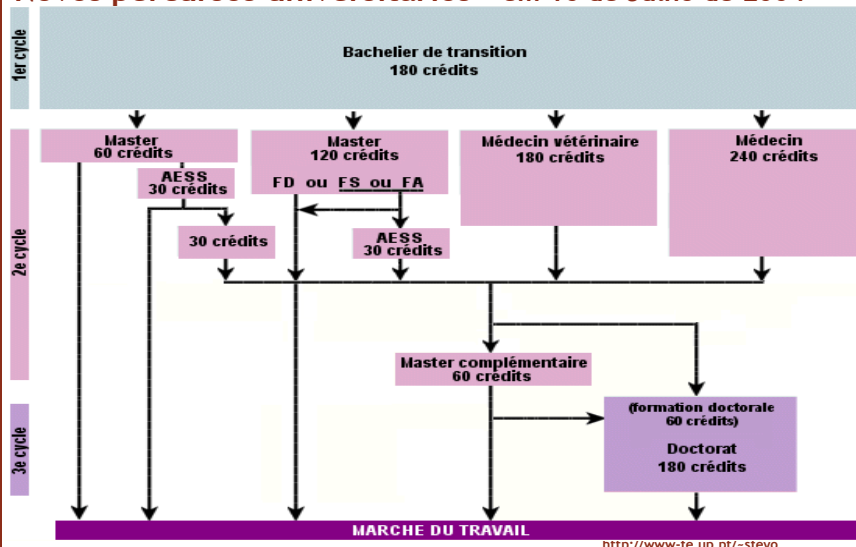 1er cycle
Bachelier de transition
180 crédits
2e cycle
Master
60 crédits
AESS
30 crédits
30 crédits
Master
120 crédits
FD ou FS ou FA
AESS
30 crédits
Médecin vétérinaire
180 crédits
Médecin
240 crédits
Master complémentaire
60 crédits
3e cycle
(formation doctorale
60 crédits)
Doctorat
180 crédits
MARCHE DU TRAVAIL